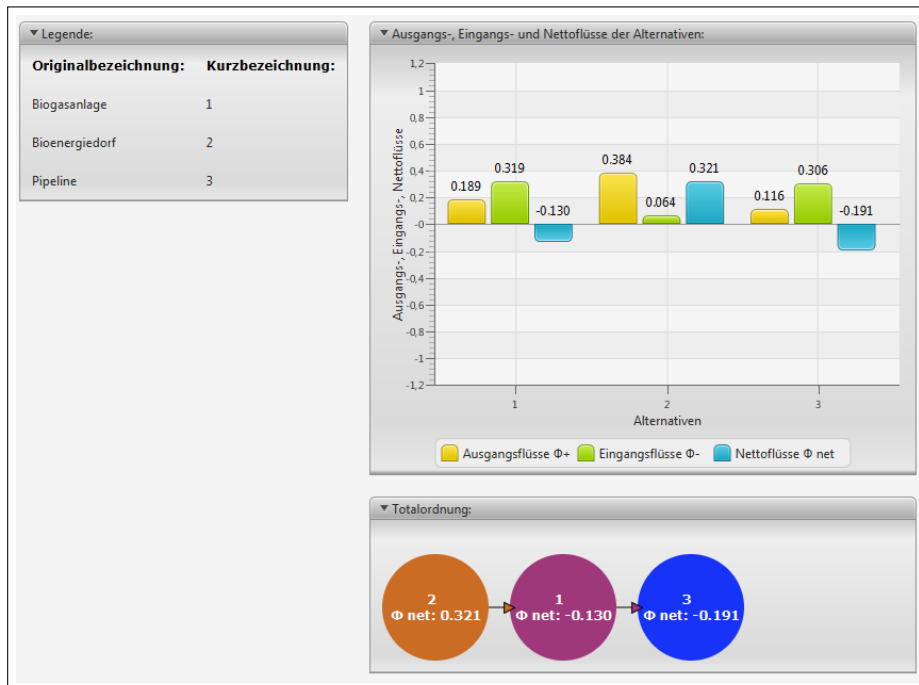 Legende:
Originalbezeichnung: Kurzbezeichnung:
Biogasanlage 1
Bioenergiedorf 2
Pipeline 3
Ausgangs-, Eingangs- und Nettoflüsse der Alternativen:
Ausgangs-, Eingangs-, Nettoflüsse
1,2
1
0,8
0,6
0,4
0,2
-0
-0,2
-0,4
-0,6
-0,8
-1
-1,2
0.189 0.319 -0.130 0.384 0.064 0.321 0.116 0.306 -0.191
1 2 3
Alternativen
Ausgangsflüsse Φ+ Eingangsflüsse Φ- Nettoflüsse Φ net
Totalordnung:
2
Φ net: 0.321
1
Φ net: -0.130
3
Φ net: -0.191